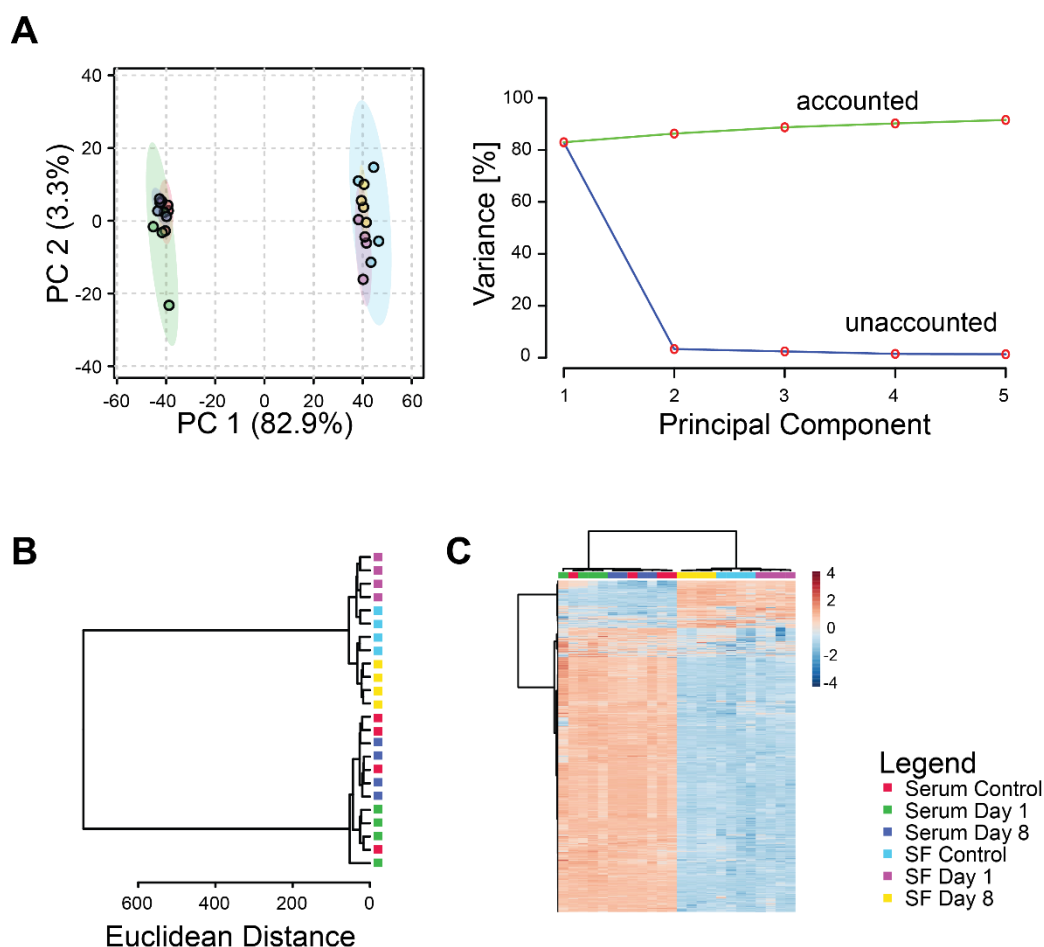 A
40
20
0
-20
-40
-60
-40
-20
0
20
40
60
PC 2 (3.3%)
PC 1 (82.9%)
100
80
60
40
20
0
Variance [%]
accounted
unaccounted
1
2
3
4
5
Principal Component
B
600
400
200
0
Euclidean Distance
C
4
2
0
-2
-4
Legend
Serum Control
Serum Day 1
Serum Day 8
SF Control
SF Day 1
SF Day 8